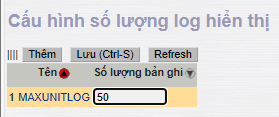 Cấu hình số lượng log hiển thị
Thêm Lưu (Ctrl-S) Refresh
Tên Số lượng bản ghi
1 MAXUNITLOG 50